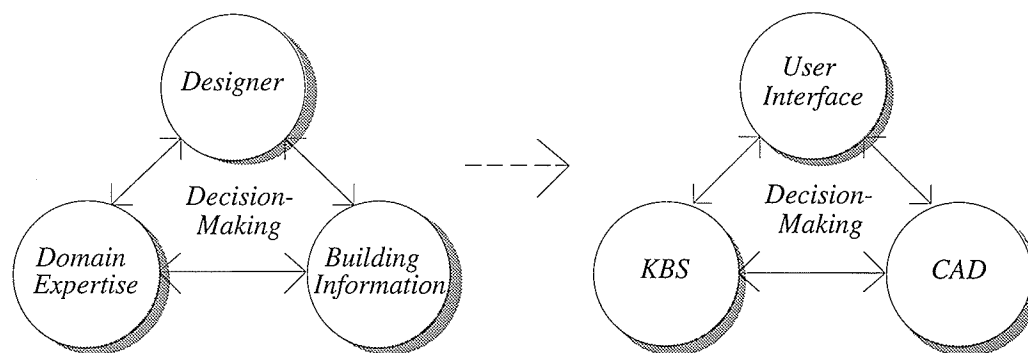 Designer
Decision-
Making
Domain
Expertise
Building
Information
User
Interface
Decision-
Making
KBS
CAD